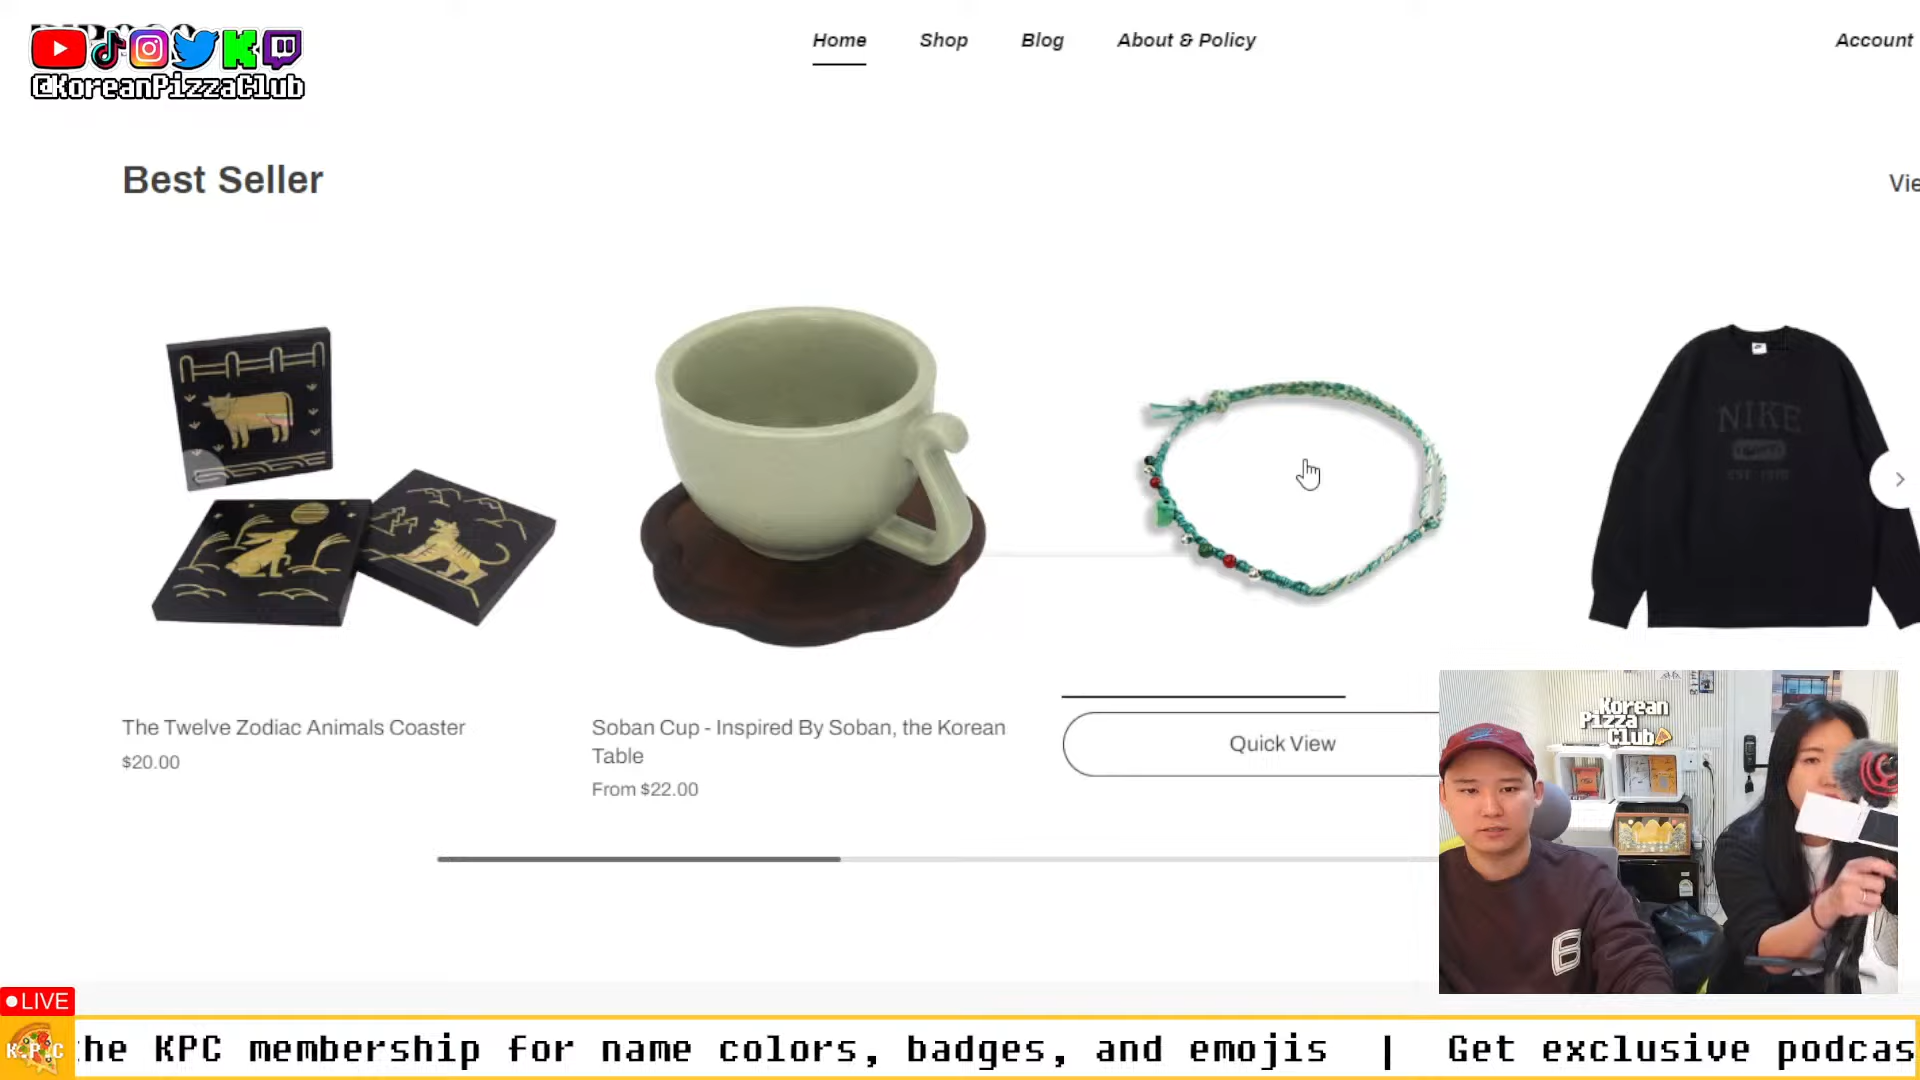 @KoreanPizzaClub
Home
Shop
Blog
About & Policy
Account
Best Seller
Vie
NIKE
The Twelve Zodiac Animals Coaster
$20.00
Soban Cup - Inspired By Soban, the Korean
Table
From $22.00
Quick View
Korean
Pizza
Club
B
LIVE
K.P.C
the KPC membership for name colors, badges, and emojis | Get exclusive podcas